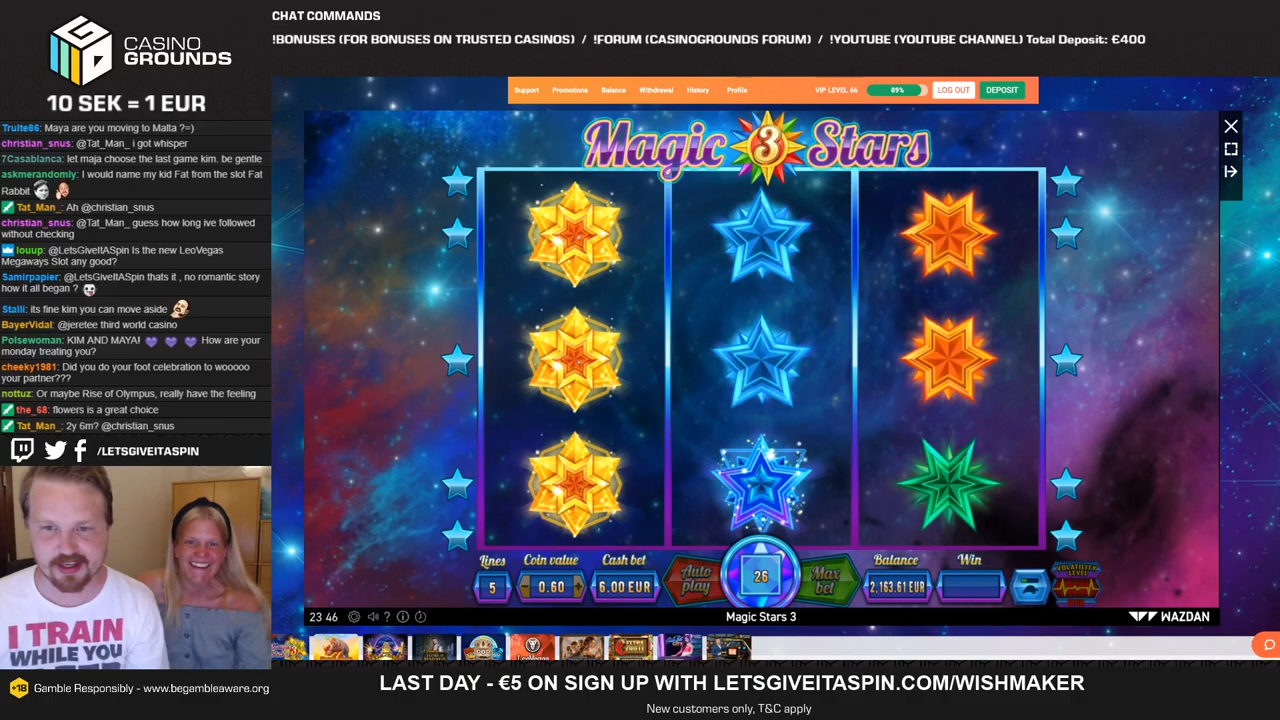 CHAT COMMANDS
!BONUSES (FOR BONUSES ON TRUSTED CASINOS) / !FORUM (CASINOGROUNDS FORUM) / !YOUTUBE (YOUTUBE CHANNEL) Total Deposit: €400
CASINO
GROUNDS
10 SEK = 1 EUR
Truite86: Maya are you moving to Malta ?=)
christian_snus: @Tat_Man_ i got whisper
7Casablanca: let maja choose the last game kim. be gentle
askmerandomly: I would name my kid Fat from the slot Fat
Rabbit
Tat_Man_: Ah @christian_snus
christian_snus: @Tat_Man_ guess how long ive followed
without checking
louup: @LetsGiveItASpin Is the new LeoVegas
Megaways Slot any good?
Samirpapier: @LetsGiveItASpin thats it , no romantic story
how it all began ?
Stalli: its fine kim you can move aside
BayerVidal: @jeretee third world casino
Polsewoman: KIM AND MAYA! How are your
monday treating you?
cheeky1981: Did you do your foot celebration to wooooo
your partner???
nottuz: Or maybe Rise of Olympus, really have the feeling
the_68: flowers is a great choice
Tat_Man_: 2y 6m? @christian_snus
/LETSGIVEITASPIN
I TRAIN
WHILE YOU
+18 Gamble Responsibly - www.begambleaware.org
Support Promotions Balance Withdrawal History Profile VIP LEVEL 66 89% LOG OUT DEPOSIT
Magic 3 Stars
Lines Coin value Cash bet Auto play 26 Max bet Balance Win VOLATILITY LEVEL
5 0.60 6.00 EUR 2,163.61 EUR
23 46 Magic Stars 3 WAZDAN
LAST DAY - €5 ON SIGN UP WITH LETSGIVEITASPIN.COM/WISHMAKER
New customers only, T&C apply